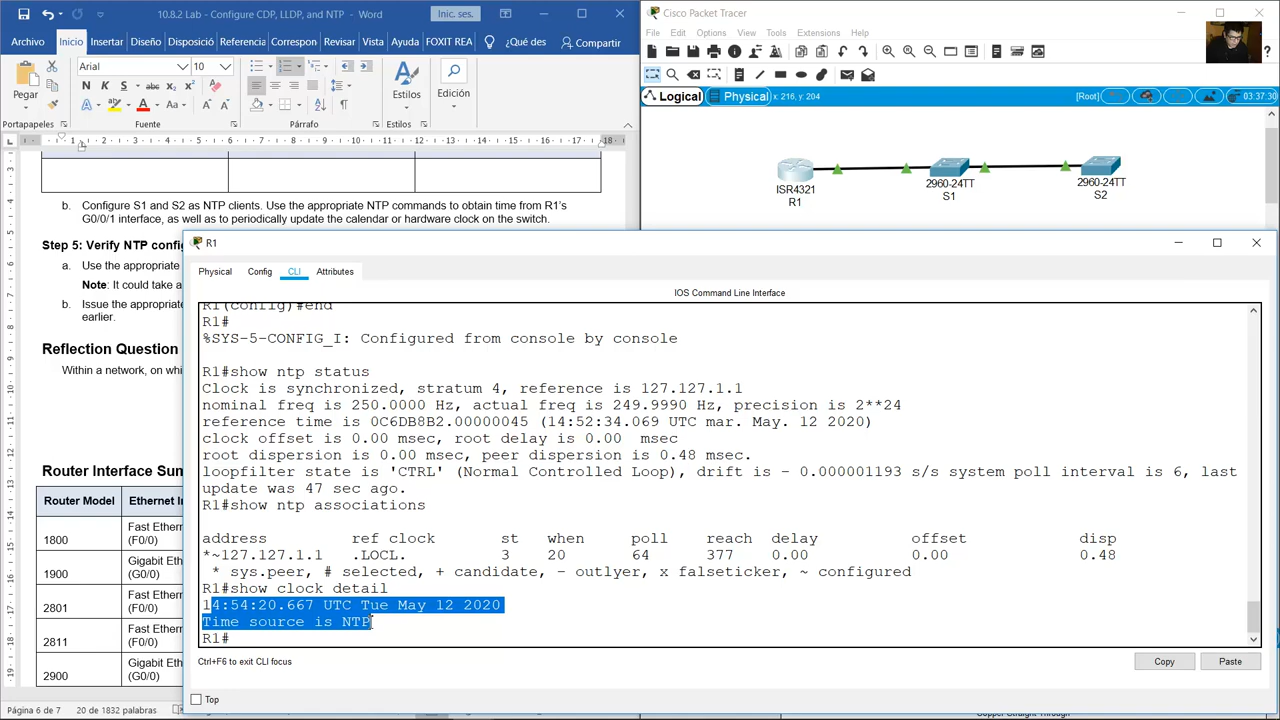 10.8.2 Lab - Configure CDP, LLDP, and NTP - Word
Inic. ses.
Archivo Inicio Insertar Diseño Disposició Referencia Correspon Revisar Vista Ayuda FOXIT REA ¿Qué des Compartir
Pegar
Arial 10
N K S abc x₂ x²
Estilos
Edición
Portapapeles Fuente Párrafo Estilos
b. Configure S1 and S2 as NTP clients. Use the appropriate NTP commands to obtain time from R1's
G0/0/1 interface, as well as to periodically update the calendar or hardware clock on the switch.
Step 5: Verify NTP confi
a. Use the appropriate
Note: It could take a
b. Issue the appropriate
earlier.
Reflection Question
Within a network, on whi
Router Interface Sum
Router Model Ethernet In
1800 Fast Ethern
(F0/0)
1900 Gigabit Et
(G0/0)
2801 Fast Ethern
(F0/0)
2811 Fast Ethern
(F0/0)
2900 Gigabit Et
(G0/0)
Página 6 de 7 20 de 1832 palabras
Cisco Packet Tracer
File Edit Options View Tools Extensions Help
Logical Physical x: 216, y: 204 [Root] 03:37:30
ISR4321
R1
2960-24TT
S1
2960-24TT
S2
R1
Physical Config CLI Attributes
IOS Command Line Interface
R1(config)#end
R1#
%SYS-5-CONFIG_I: Configured from console by console
R1#show ntp status
Clock is synchronized, stratum 4, reference is 127.127.1.1
nominal freq is 250.0000 Hz, actual freq is 249.9990 Hz, precision is 2**24
reference time is 0C6DB8B2.00000045 (14:52:34.069 UTC mar. May. 12 2020)
clock offset is 0.00 msec, root delay is 0.00 msec
root dispersion is 0.00 msec, peer dispersion is 0.48 msec.
loopfilter state is 'CTRL' (Normal Controlled Loop), drift is - 0.000001193 s/s system poll interval is 6, last
update was 47 sec ago.
R1#show ntp associations
address ref clock st when poll reach delay offset disp
*~127.127.1.1 .LOCL. 3 20 64 377 0.00 0.00 0.48
* sys.peer, # selected, + candidate, - outlyer, x falseticker, ~ configured
R1#show clock detail
14:54:20.667 UTC Tue May 12 2020
Time source is NTP
R1#
Ctrl+F6 to exit CLI focus
Copy Paste
Top
Copper Straight-Through